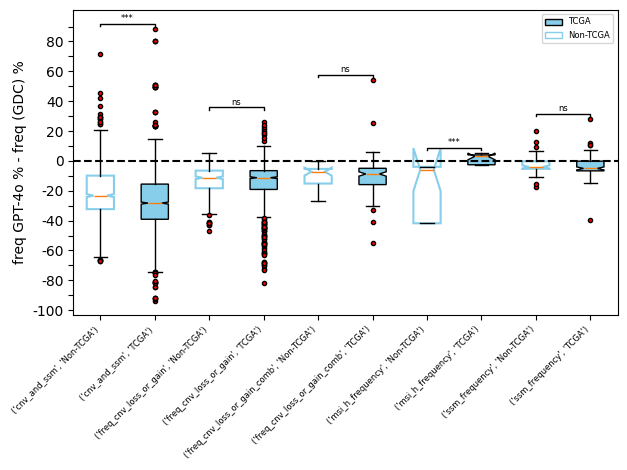 ***
ns
ns
***
ns
TCGA
Non-TCGA
freq GPT-4o % - freq (GDC) %
80
60
40
20
0
-20
-40
-60
-80
-100
('cnv_and_ssm', 'Non-TCGA')
('cnv_and_ssm', 'TCGA')
('freq_cnv_loss_or_gain', 'Non-TCGA')
('freq_cnv_loss_or_gain', 'TCGA')
('freq_cnv_loss_or_gain_comb', 'Non-TCGA')
('freq_cnv_loss_or_gain_comb', 'TCGA')
('msi_h_frequency', 'Non-TCGA')
('msi_h_frequency', 'TCGA')
('ssm_frequency', 'Non-TCGA')
('ssm_frequency', 'TCGA')